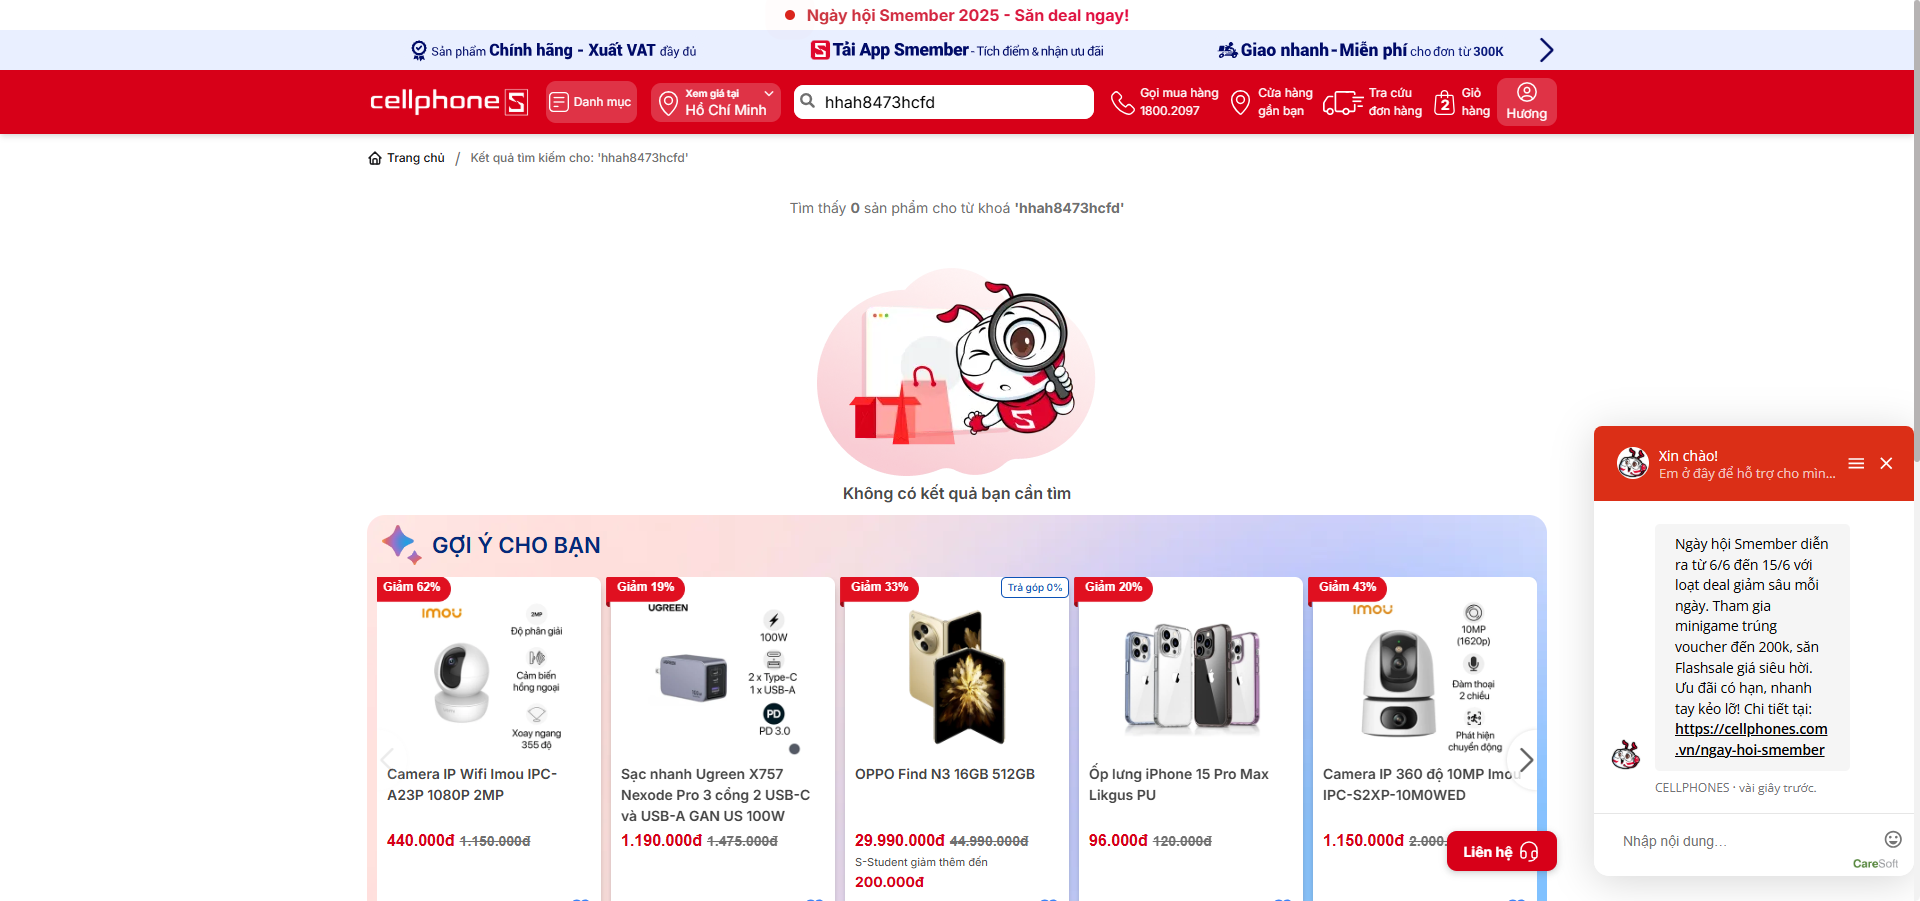 Ngày hội Smember 2025 - Săn deal ngay!
Sản phẩm Chính hãng - Xuất VAT đầy đủ
Tải App Smember - Tích điểm & nhận ưu đãi
Giao nhanh - Miễn phí cho đơn từ 300K
cellphone S
Danh mục
Xem giá tại
Hồ Chí Minh
hhah8473hcfd
Gọi mua hàng
1800.2097
Cửa hàng
gần bạn
Tra cứu
đơn hàng
2
Giỏ
hàng
Hương
Trang chủ / Kết quả tìm kiếm cho: 'hhah8473hcfd'
Tìm thấy 0 sản phẩm cho từ khoá 'hhah8473hcfd'
Không có kết quả bạn cần tìm
GỢI Ý CHO BẠN
Giảm 62%
imou
2MP
Độ phân giải
Cảm biến
hồng ngoại
Xoay ngang
355 độ
Camera IP Wifi Imou IPC-
A23P 1080P 2MP
440.000đ 1.150.000đ
Giảm 19%
UGREEN
100W
2 x Type-C
1 x USB-A
PD
PD 3.0
Sạc nhanh Ugreen X757
Nexode Pro 3 cổng 2 USB-C
và USB-A GAN US 100W
1.190.000đ 1.475.000đ
Giảm 33%
Trả góp 0%
OPPO Find N3 16GB 512GB
29.990.000đ 44.990.000đ
S-Student giảm thêm đến
200.000đ
Giảm 20%
Ốp lưng iPhone 15 Pro Max
Likgus PU
96.000đ 120.000đ
Giảm 43%
imou
10MP
(1620p)
Đàm thoại
2 chiều
Phát hiện
chuyển động
Camera IP 360 độ 10MP Imou
IPC-S2XP-10M0WED
1.150.000đ 2.000.
Liên hệ
Xin chào!
Em ở đây để hỗ trợ cho mìn...
Ngày hội Smember diễn
ra từ 6/6 đến 15/6 với
loạt deal giảm sâu mỗi
ngày. Tham gia
minigame trúng
voucher đến 200k, săn
Flashsale giá siêu hời.
Ưu đãi có hạn, nhanh
tay kẻo lỡ! Chi tiết tại:
https://cellphones.com
.vn/ngay-hoi-smember
CELLPHONES · vài giây trước.
Nhập nội dung...
CareSoft